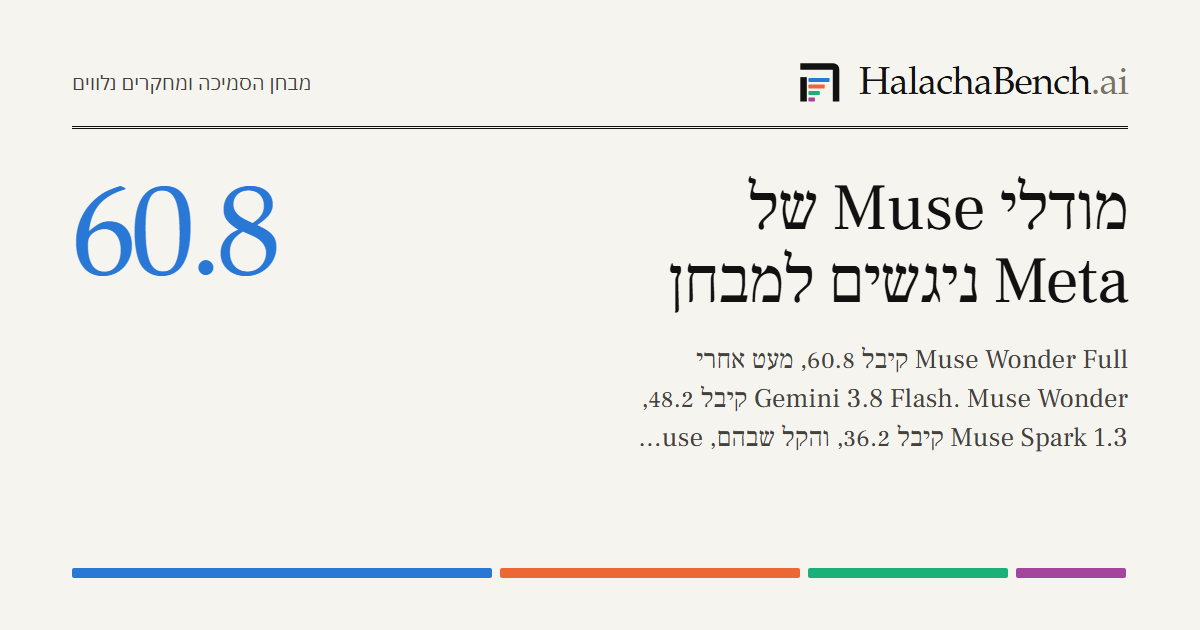 HalachaBench.ai
מבחן הסמיכה ומחקרים נלווים
מודלי Muse של
Meta ניגשים למבחן
60.8
Muse Wonder Full קיבל 60.8, מעט אחרי
Gemini 3.8 Flash. Muse Wonder קיבל 48.2,
Muse Spark 1.3 קיבל 36.2, והקל שבהם, use…